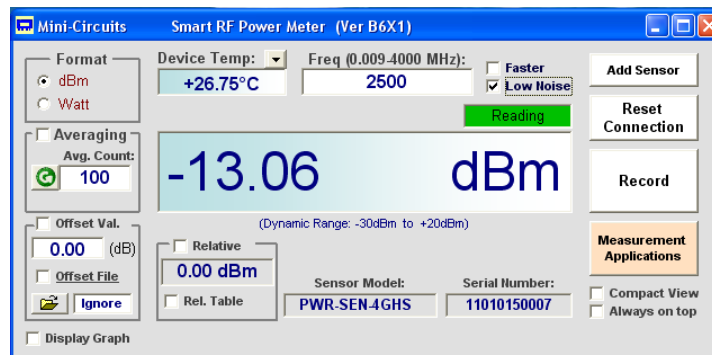 Mini-Circuits Smart RF Power Meter (Ver B6X1)
Format
dBm
Watt
Device Temp:
+26.75°C
Freq (0.009-4000 MHz):
2500
Faster
Low Noise
Add Sensor
Reading
Reset
Connection
Averaging
Avg. Count:
100
-13.06 dBm
Record
(Dynamic Range: -30dBm to +20dBm)
Offset Val.
0.00 (dB)
Offset File
Ignore
Relative
0.00 dBm
Rel. Table
Sensor Model:
PWR-SEN-4GHS
Serial Number:
11010150007
Measurement
Applications
Compact View
Always on top
Display Graph